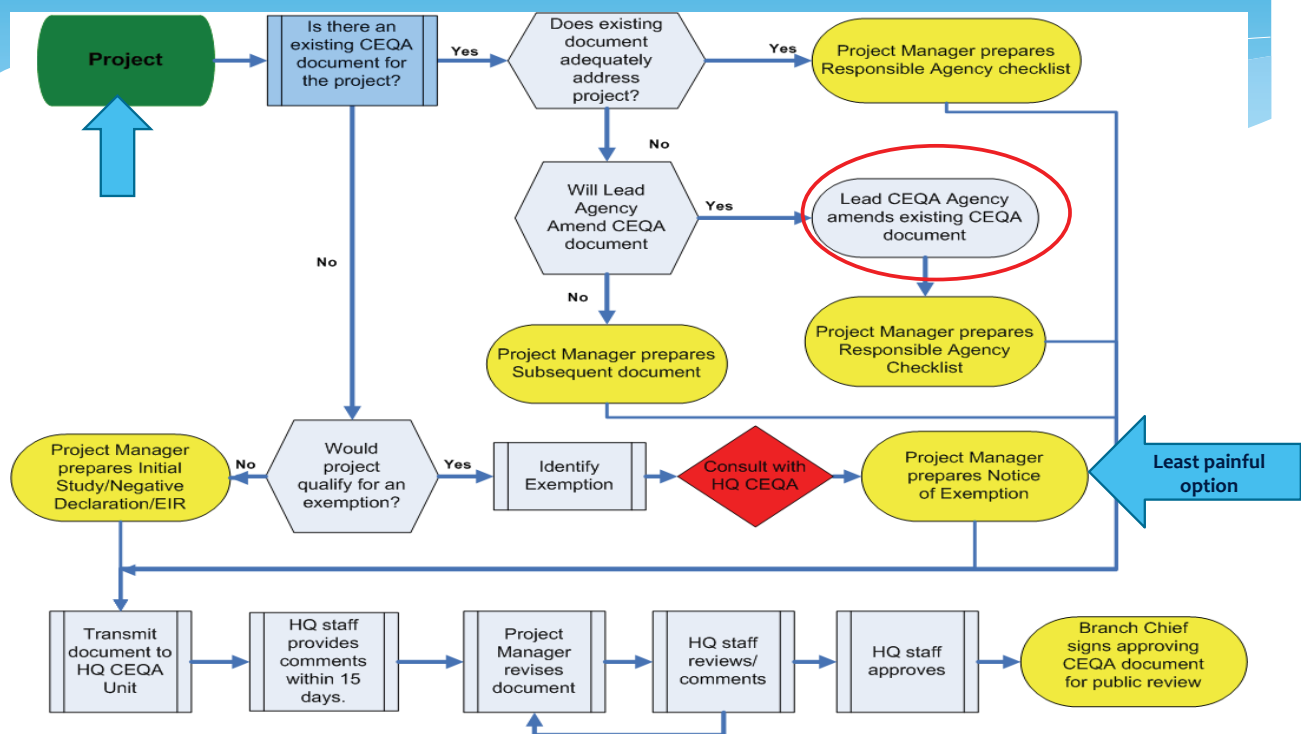 Project
Is there an
existing CEQA
document for
the project?
Yes
Does existing
document
adequately
address
project?
Yes
Project Manager prepares
Responsible Agency checklist
No
Will Lead
Agency
Amend CEQA
document
Yes
Lead CEQA Agency
amends existing CEQA
document
No
No
Project Manager prepares
Subsequent document
Project Manager prepares
Responsible Agency
Checklist
Project Manager
prepares Initial
Study/Negative
Declaration/EIR
No
Would
project
qualify for an
exemption?
Yes
Identify
Exemption
Consult with
HQ CEQA
Project Manager
prepares Notice
of Exemption
Least painful
option
Transmit
document to
HQ CEQA
Unit
HQ staff
provides
comments
within 15
days.
Project
Manager
revises
document
HQ staff
reviews/
comments
HQ staff
approves
Branch Chief
signs approving
CEQA document
for public review